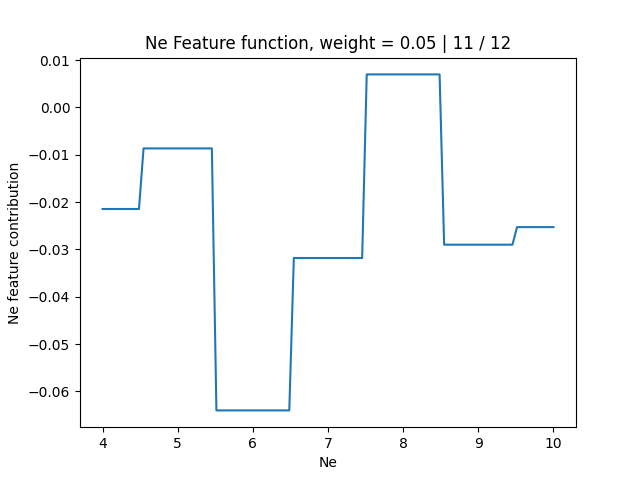 Ne Feature function, weight = 0.05 | 11 / 12
Ne feature contribution
0.01
0.00
−0.01
−0.02
−0.03
−0.04
−0.05
−0.06
4 5 6 7 8 9 10
Ne